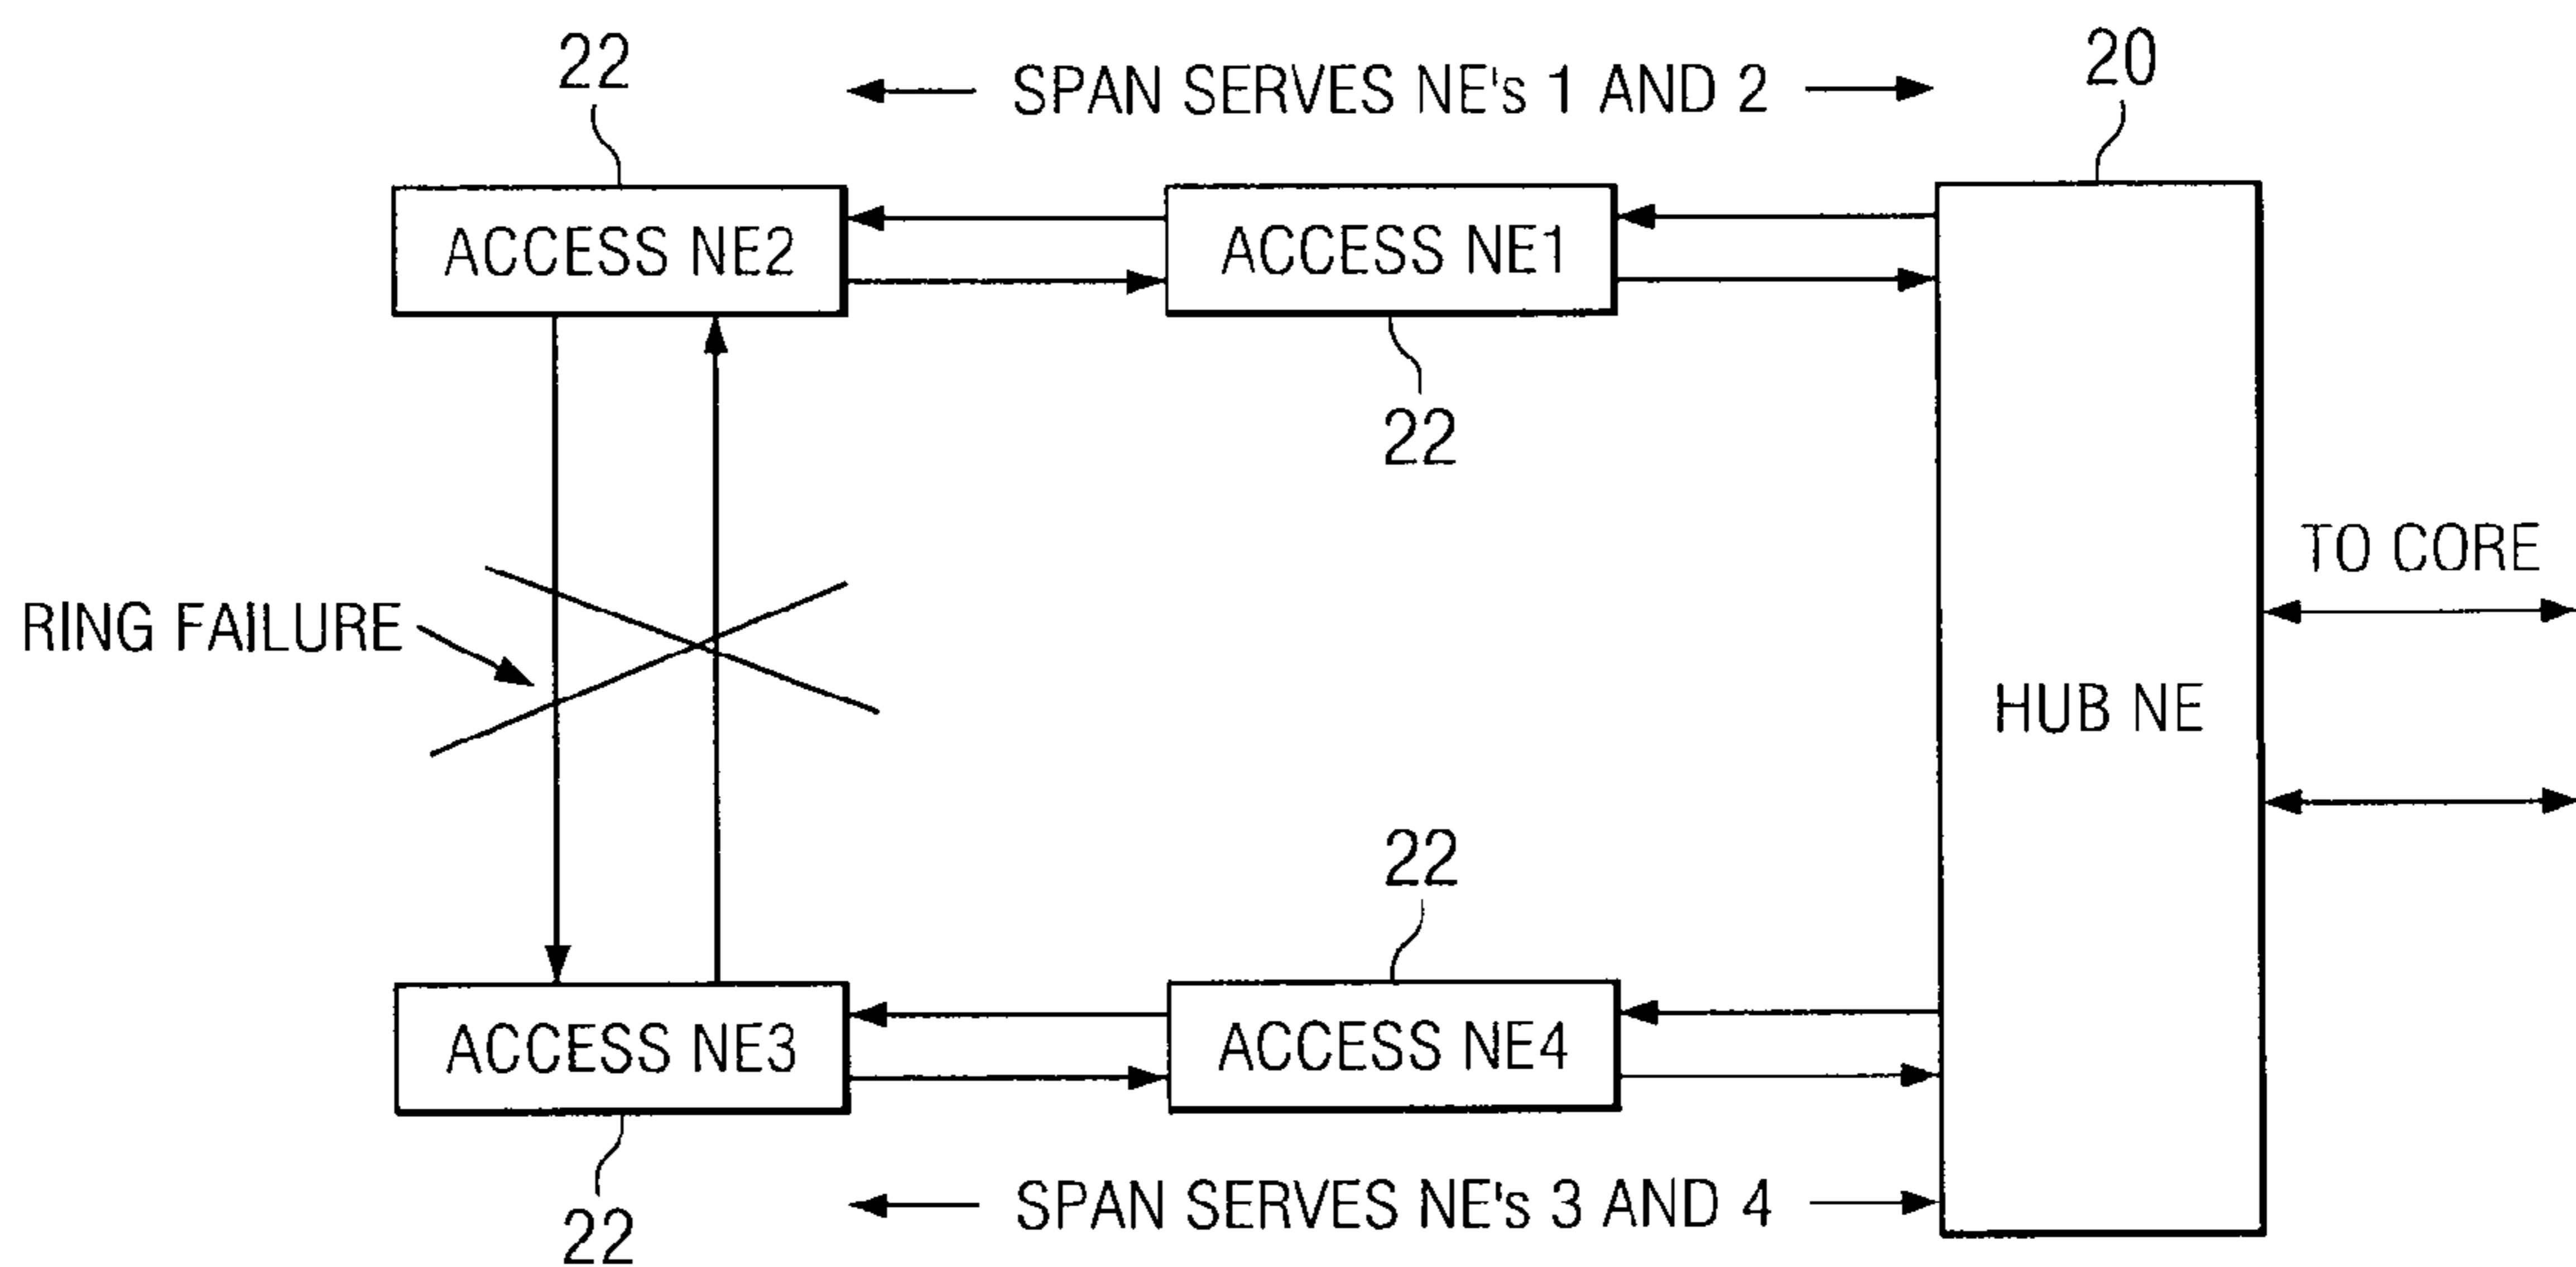 22
← SPAN SERVES NE's 1 AND 2 →
20
ACCESS NE2
ACCESS NE1
22
TO CORE
RING FAILURE
HUB NE
22
ACCESS NE3
ACCESS NE4
← SPAN SERVES NE's 3 AND 4 →
22